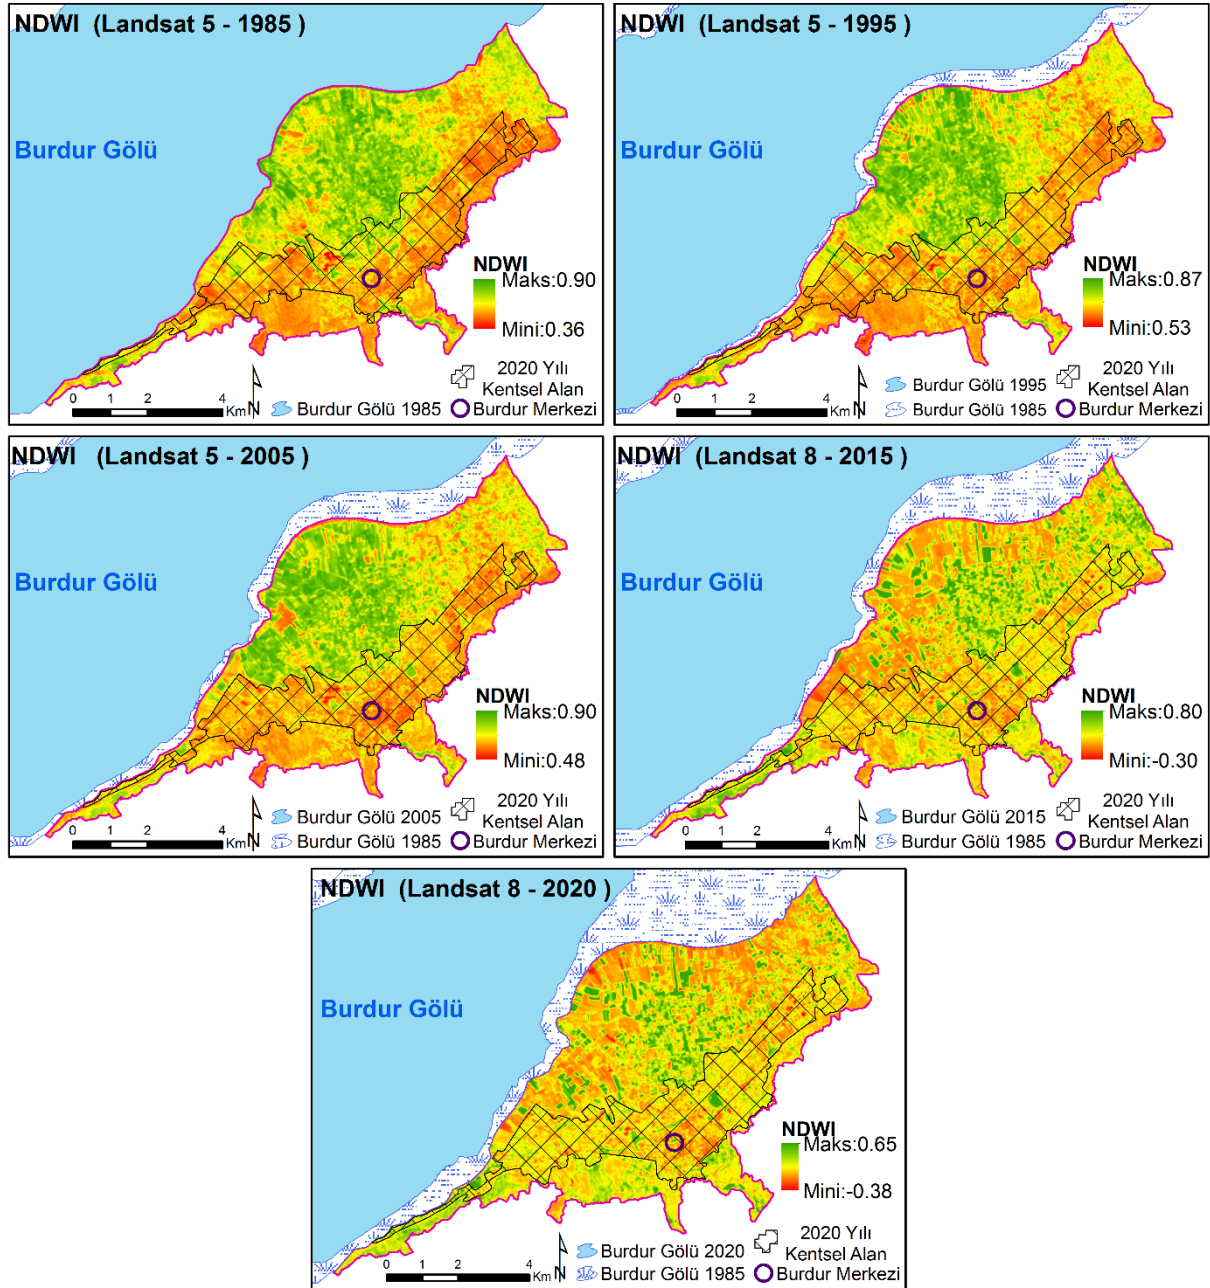 NDWI (Landsat 5 - 1985 )
Burdur Gölü
NDWI
Maks:0.90
Mini:0.36
2020 Yılı
Kentsel Alan
0 1 2 4
Km
N
Burdur Gölü 1985
Burdur Merkezi
NDWI (Landsat 5 - 1995 )
Burdur Gölü
NDWI
Maks:0.87
Mini:0.53
2020 Yılı
Kentsel Alan
Burdur Gölü 1995
0 1 2 4
Km
N
Burdur Gölü 1985
Burdur Merkezi
NDWI (Landsat 5 - 2005 )
Burdur Gölü
NDWI
Maks:0.90
Mini:0.48
2020 Yılı
Kentsel Alan
Burdur Gölü 2005
0 1 2 4
Km
N
Burdur Gölü 1985
Burdur Merkezi
NDWI (Landsat 8 - 2015 )
Burdur Gölü
NDWI
Maks:0.80
Mini:-0.30
2020 Yılı
Kentsel Alan
Burdur Gölü 2015
0 1 2 4
Km
N
Burdur Gölü 1985
Burdur Merkezi
NDWI (Landsat 8 - 2020 )
Burdur Gölü
NDWI
Maks:0.65
Mini:-0.38
2020 Yılı
Kentsel Alan
Burdur Gölü 2020
0 1 2 4
Km
N
Burdur Gölü 1985
Burdur Merkezi